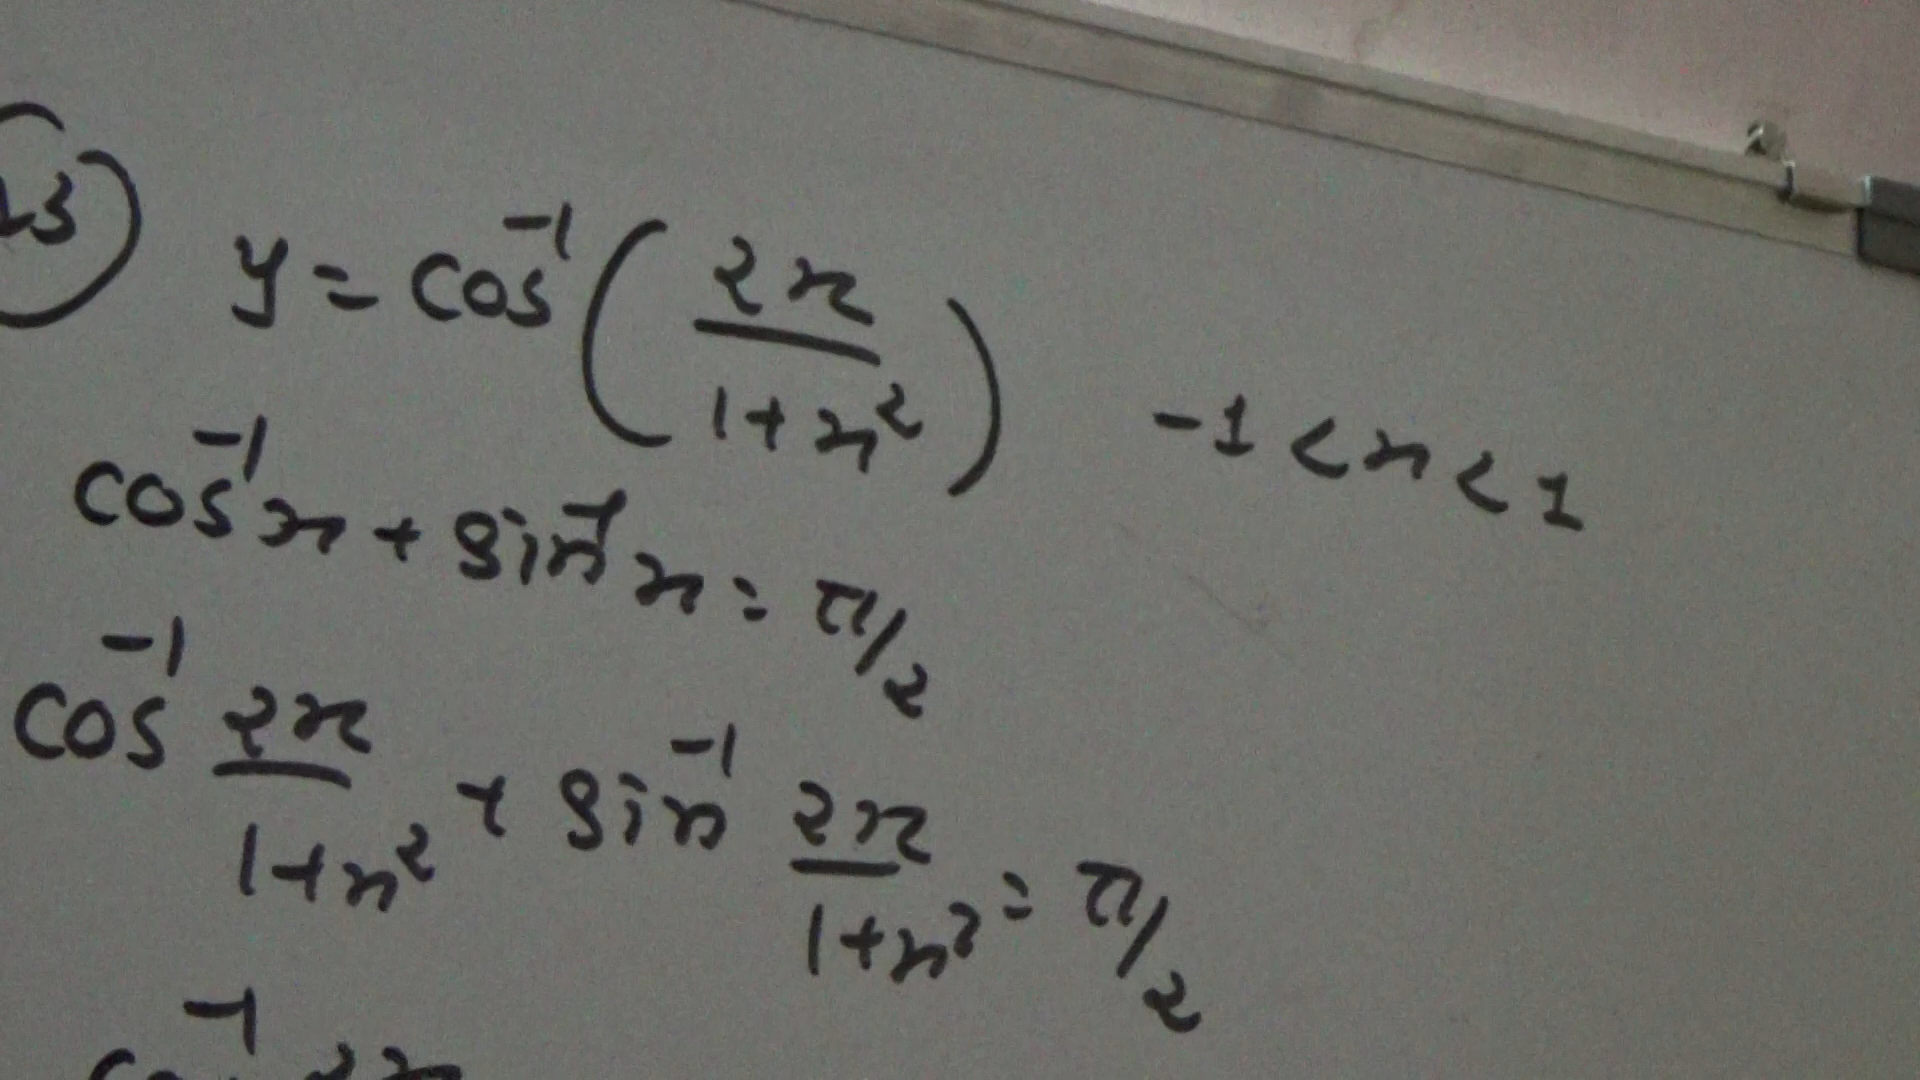 23) y = cos⁻¹ (2x / 1+x²) -1 < x < 1
cos⁻¹x + sin⁻¹x = π/2
cos⁻¹ 2x / 1+x² + sin⁻¹ 2x / 1+x² = π/2